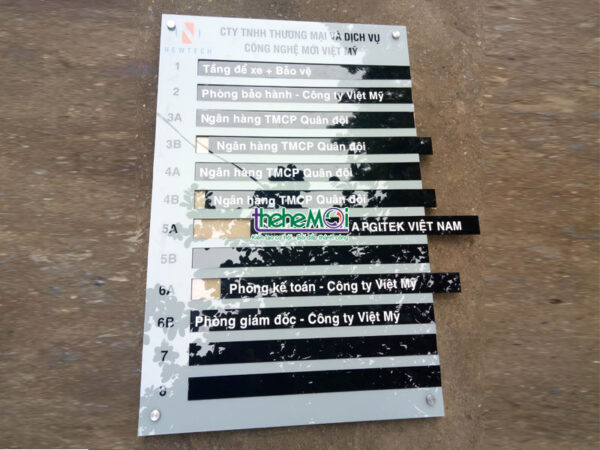 NEWTECH
CTY TNHH THƯƠNG MẠI VÀ DỊCH VỤ
CÔNG NGHỆ MỚI VIỆT MỸ
1 Tầng để xe + Bảo vệ
2 Phòng bảo hành - Công ty Việt Mỹ
3A Ngân hàng TMCP Quân đội
3B Ngân hàng TMCP Quân đội
4A Ngân hàng TMCP Quân đội
4B Ngân hàng TMCP Quân đội
thehemoi
5A A RGITEK VIỆT NAM
5B
6A Phòng kế toán - Công ty Việt Mỹ
6B Phòng giám đốc - Công ty Việt Mỹ
7
8